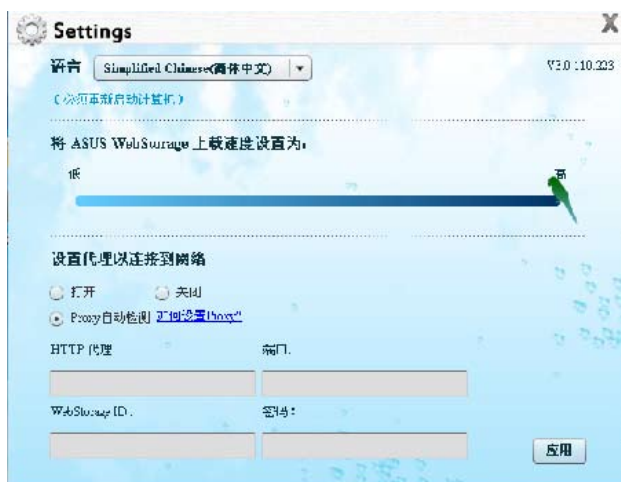 Settings
语言 Simplified Chinese(简体中文)
V3.0.110.223
(必须重新启动计算机)
将 ASUS WebStorage 上载速度设置为:
低 高
设置代理以连接到网络
打开 关闭
Proxy自动检测 如何设置Proxy?
HTTP 代理 端口:
WebStorage ID: 密码:
应用